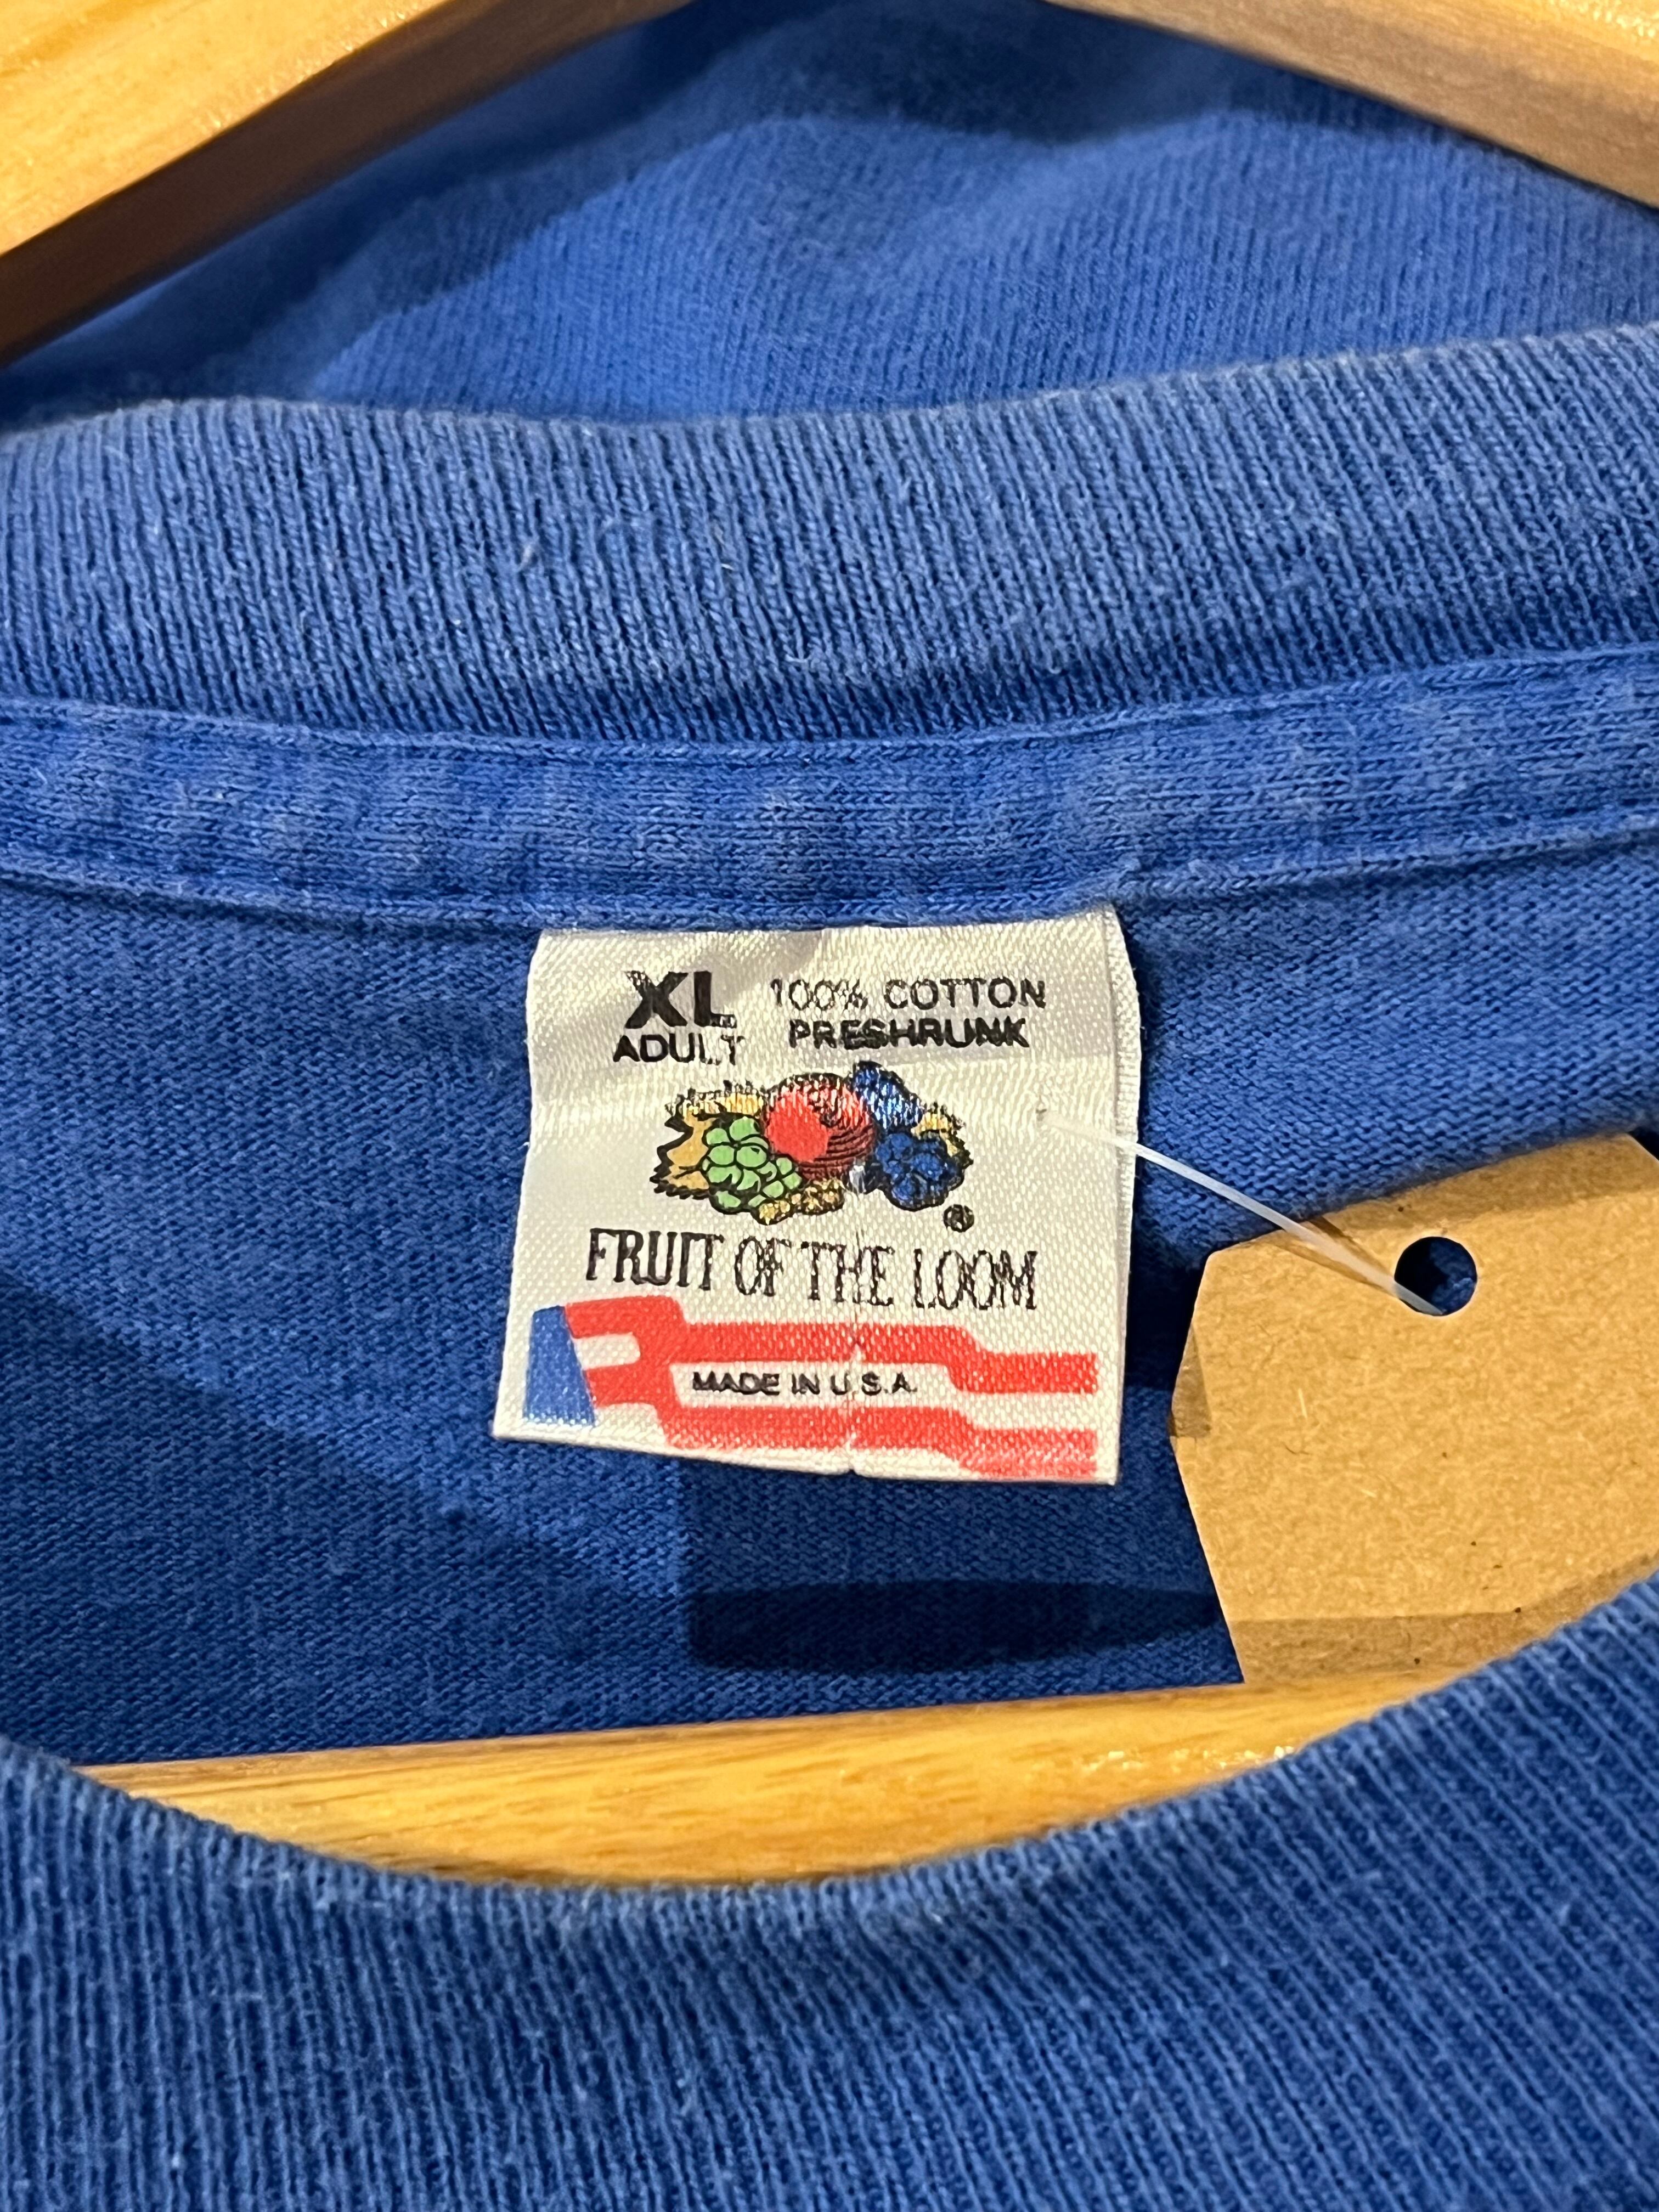 XL 100% COTTON
ADULT PRESHRUNK
®
FRUIT OF THE LOOM
MADE IN U.S.A.